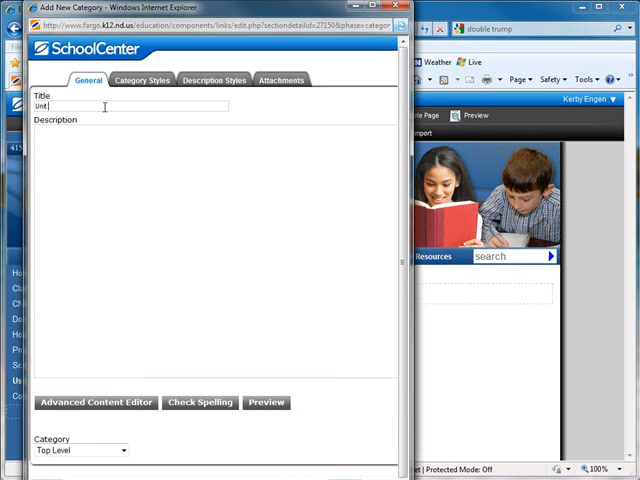 Add New Category - Windows Internet Explorer
http://www.fargo.k12.nd.us/education/components/links/edit.php?sectiondetailid=27150&phase=categor
double trump
SchoolCenter
Weather
Live
General
Category Styles
Description Styles
Attachments
Page
Safety
Tools
Title
Unit
Kerby Engen
Description
Page
Preview
import
415
Resources
search
Advanced Content Editor
Check Spelling
Preview
Category
Top Level
| Protected Mode: Off
100%